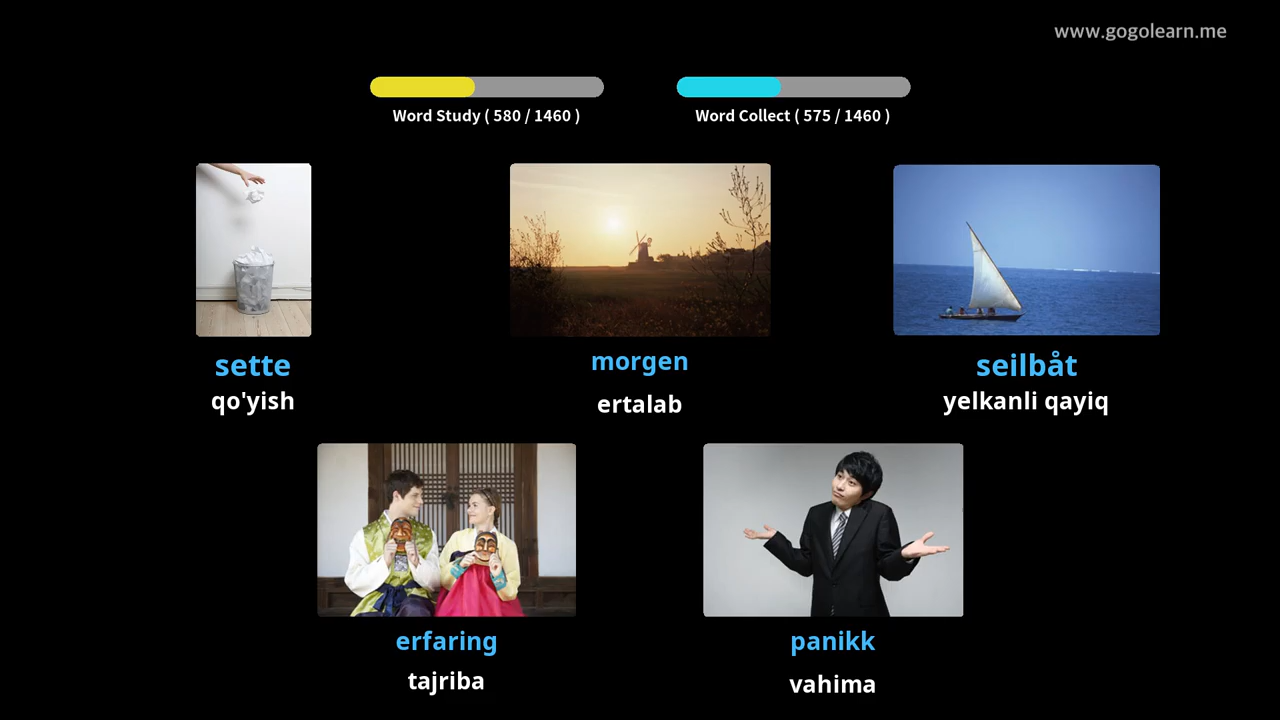 www.gogolearn.me
Word Study ( 580 / 1460 )
Word Collect ( 575 / 1460 )
sette
qo'yish
morgen
ertalab
seilbåt
yelkanli qayiq
erfaring
tajriba
panikk
vahima